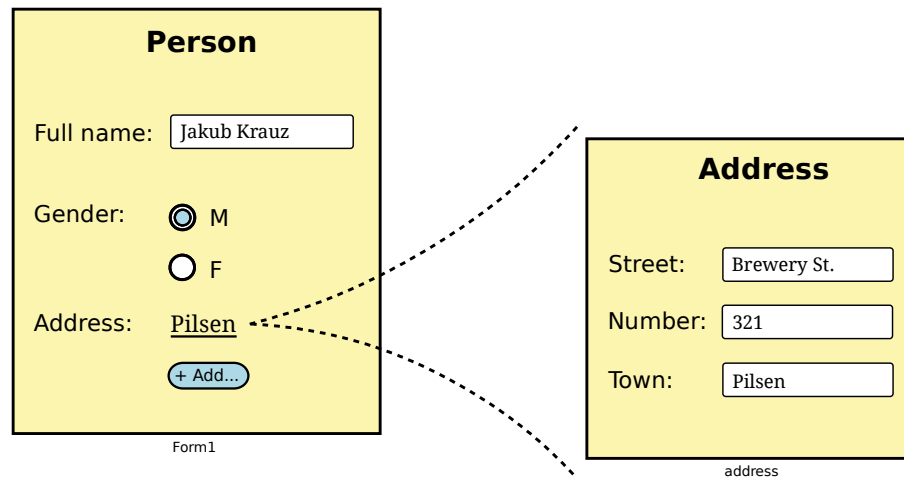 Person
Full name: Jakub Krauz
Gender: M
F
Address: Pilsen
+ Add...
Form1
Address
Street: Brewery St.
Number: 321
Town: Pilsen
address